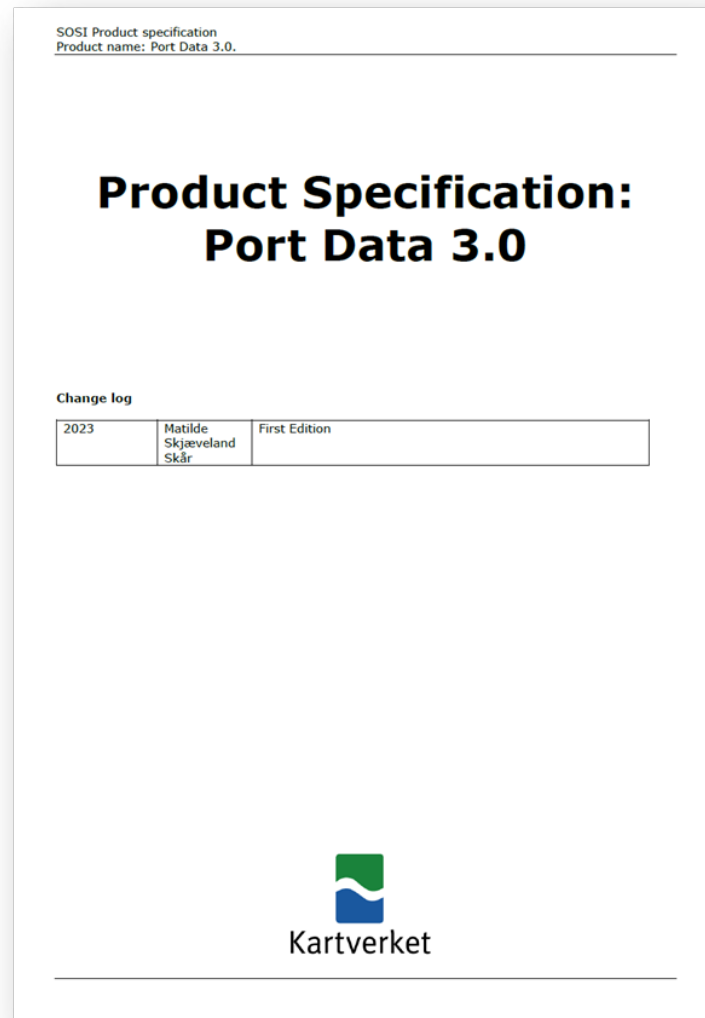 SOSI Product specification
Product name: Port Data 3.0.
Product Specification:
Port Data 3.0
Change log
2023 Matilde First Edition
Skjæveland
Skår
Kartverket